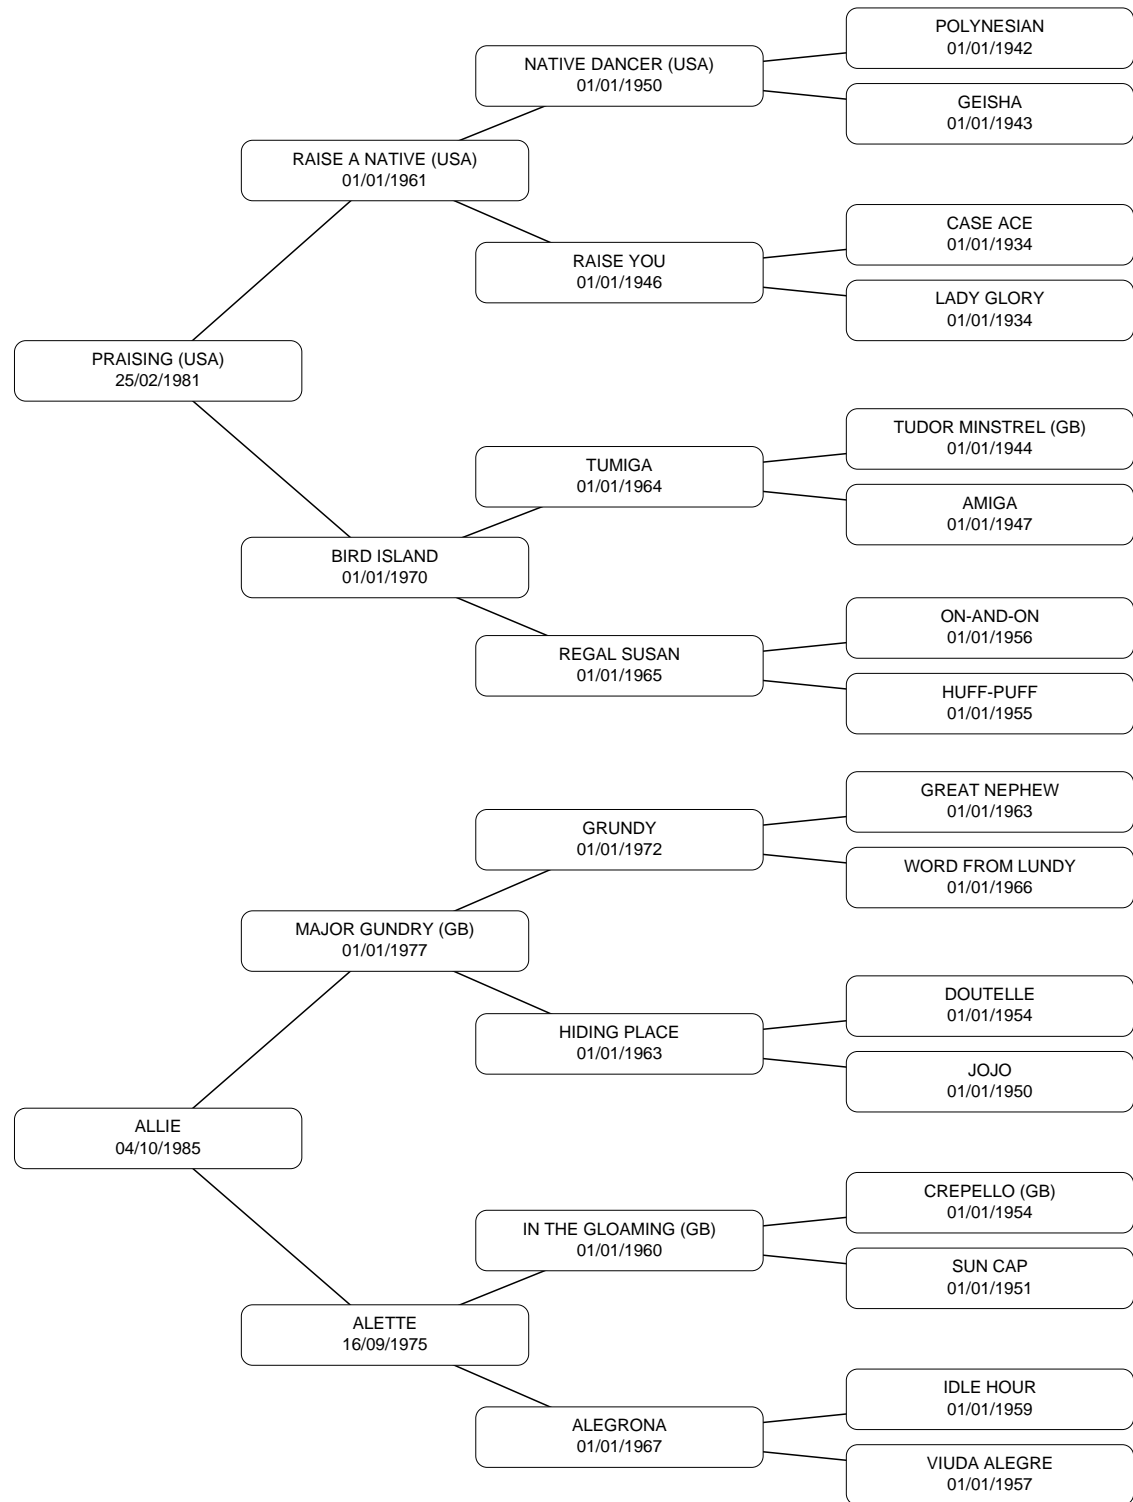 POLYNESIAN
01/01/1942
NATIVE DANCER (USA)
01/01/1950
GEISHA
01/01/1943
RAISE A NATIVE (USA)
01/01/1961
CASE ACE
01/01/1934
RAISE YOU
01/01/1946
LADY GLORY
01/01/1934
PRAISING (USA)
25/02/1981
TUDOR MINSTREL (GB)
01/01/1944
TUMIGA
01/01/1964
AMIGA
01/01/1947
BIRD ISLAND
01/01/1970
ON-AND-ON
01/01/1956
REGAL SUSAN
01/01/1965
HUFF-PUFF
01/01/1955
GREAT NEPHEW
01/01/1963
GRUNDY
01/01/1972
WORD FROM LUNDY
01/01/1966
MAJOR GUNDRY (GB)
01/01/1977
DOUTELLE
01/01/1954
HIDING PLACE
01/01/1963
JOJO
01/01/1950
ALLIE
04/10/1985
CREPELLO (GB)
01/01/1954
IN THE GLOAMING (GB)
01/01/1960
SUN CAP
01/01/1951
ALETTE
16/09/1975
IDLE HOUR
01/01/1959
ALEGRONA
01/01/1967
VIUDA ALEGRE
01/01/1957